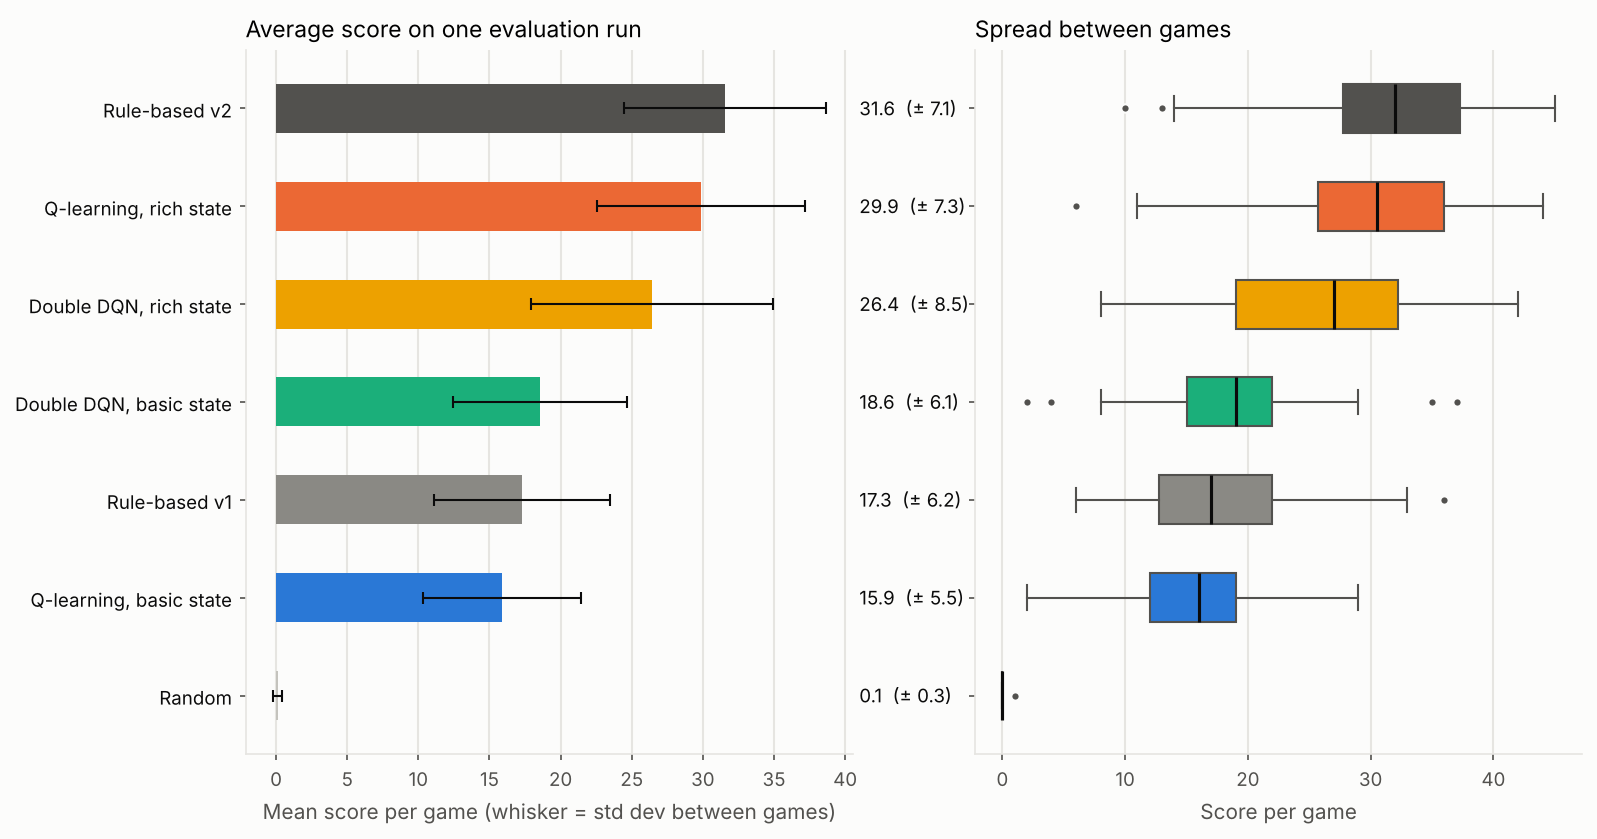 Average score on one evaluation run
Rule-based v2
Q-learning, rich state
Double DQN, rich state
Double DQN, basic state
Rule-based v1
Q-learning, basic state
Random
31.6 (± 7.1)
29.9 (± 7.3)
26.4 (± 8.5)
18.6 (± 6.1)
17.3 (± 6.2)
15.9 (± 5.5)
0.1 (± 0.3)
0 5 10 15 20 25 30 35 40
Mean score per game (whisker = std dev between games)
Spread between games
0 10 20 30 40
Score per game